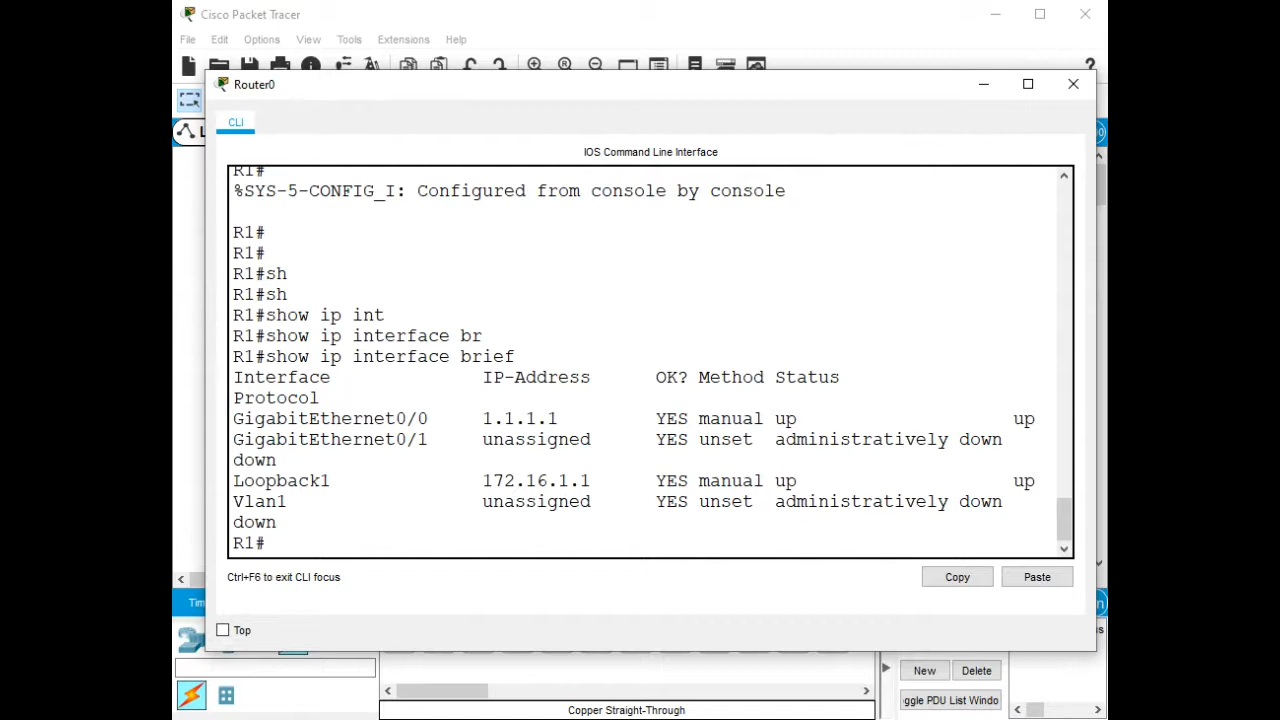 Cisco Packet Tracer
File Edit Options View Tools Extensions Help
Router0
CLI
IOS Command Line Interface
R1#
%SYS-5-CONFIG_I: Configured from console by console
R1#
R1#
R1#sh
R1#sh
R1#show ip int
R1#show ip interface br
R1#show ip interface brief
Interface IP-Address OK? Method Status
Protocol
GigabitEthernet0/0 1.1.1.1 YES manual up up
GigabitEthernet0/1 unassigned YES unset administratively down
down
Loopback1 172.16.1.1 YES manual up up
Vlan1 unassigned YES unset administratively down
down
R1#
Ctrl+F6 to exit CLI focus
Copy Paste
Tim
Top
New Delete
ggle PDU List Windo
Copper Straight-Through